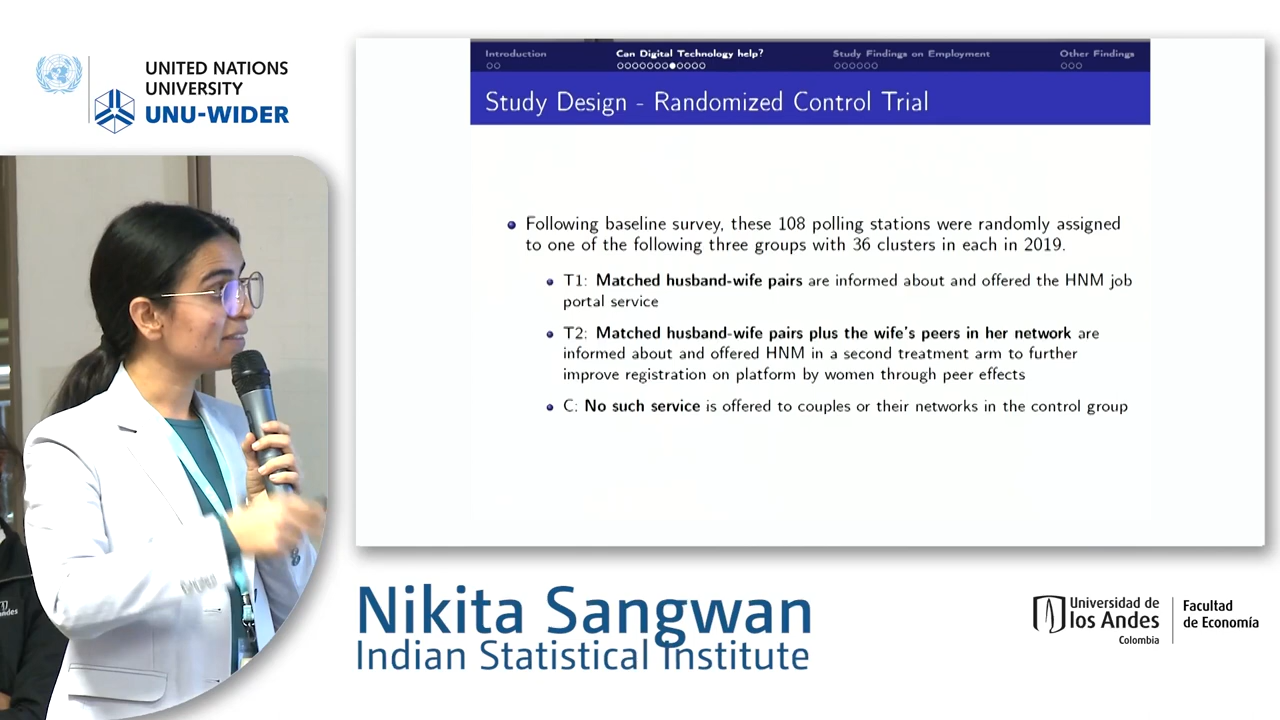 UNITED NATIONS
UNIVERSITY
UNU-WIDER
Introduction
Can Digital Technology help?
Study Findings on Employment
Other Findings
Study Design - Randomized Control Trial
Following baseline survey, these 108 polling stations were randomly assigned
to one of the following three groups with 36 clusters in each in 2019.
T1: Matched husband-wife pairs are informed about and offered the HNM job
portal service
T2: Matched husband-wife pairs plus the wife's peers in her network are
informed about and offered HNM in a second treatment arm to further
improve registration on platform by women through peer effects
C: No such service is offered to couples or their networks in the control group
Nikita Sangwan
Indian Statistical Institute
Universidad de
los Andes
Colombia
Facultad
de Economía